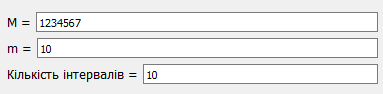 M = 1234567
m = 10
Кількість інтервалів = 10